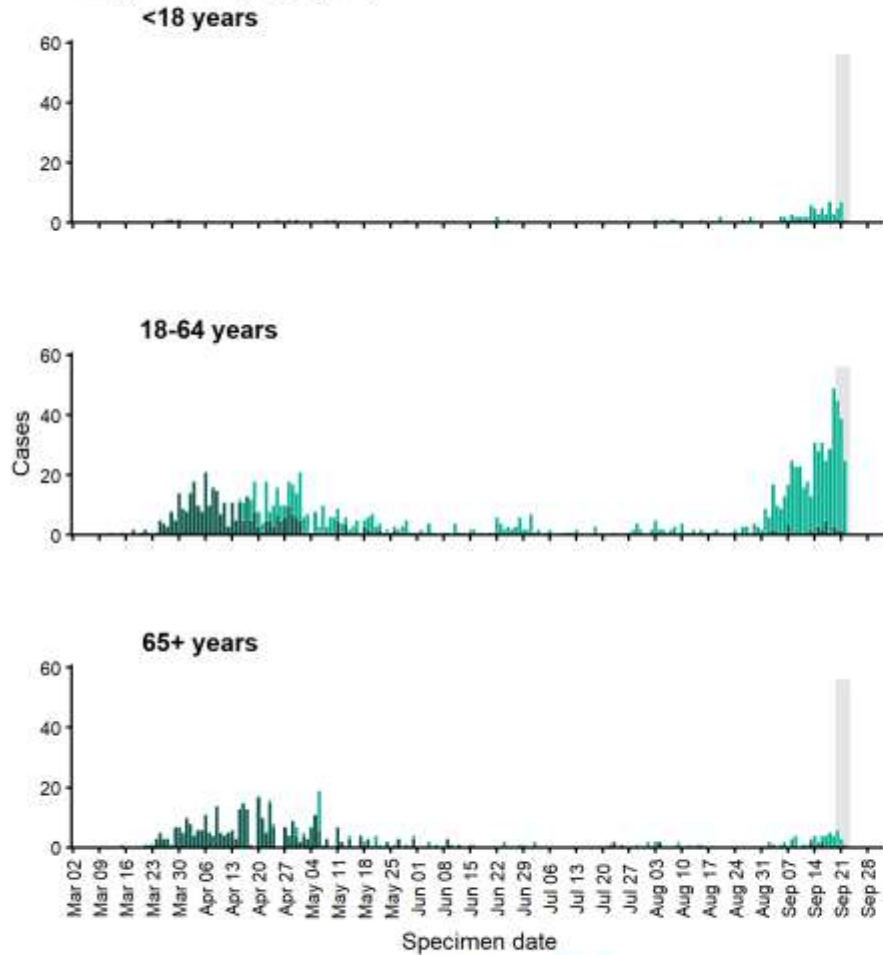 <18 years
60
40
20
0
18-64 years
60
40
20
0
Cases
65+ years
60
40
20
0
Mar 02
Mar 09
Mar 16
Mar 23
Mar 30
Apr 06
Apr 13
Apr 20
Apr 27
May 04
May 11
May 18
May 25
Jun 01
Jun 08
Jun 15
Jun 22
Jun 29
Jul 06
Jul 13
Jul 20
Jul 27
Aug 03
Aug 10
Aug 17
Aug 24
Aug 31
Sep 07
Sep 14
Sep 21
Sep 28
Specimen date